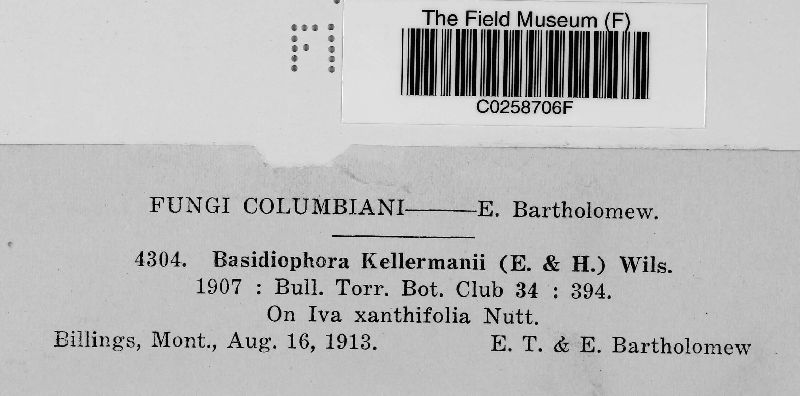 The Field Museum (F)
C0258706F
FUNGI COLUMBIANI——E. Bartholomew.
4304. Basidiophora Kellermanii (E. & H.) Wils.
1907 : Bull. Torr. Bot. Club 34 : 394.
On Iva xanthifolia Nutt.
Billings, Mont., Aug. 16, 1913. E. T. & E. Bartholomew